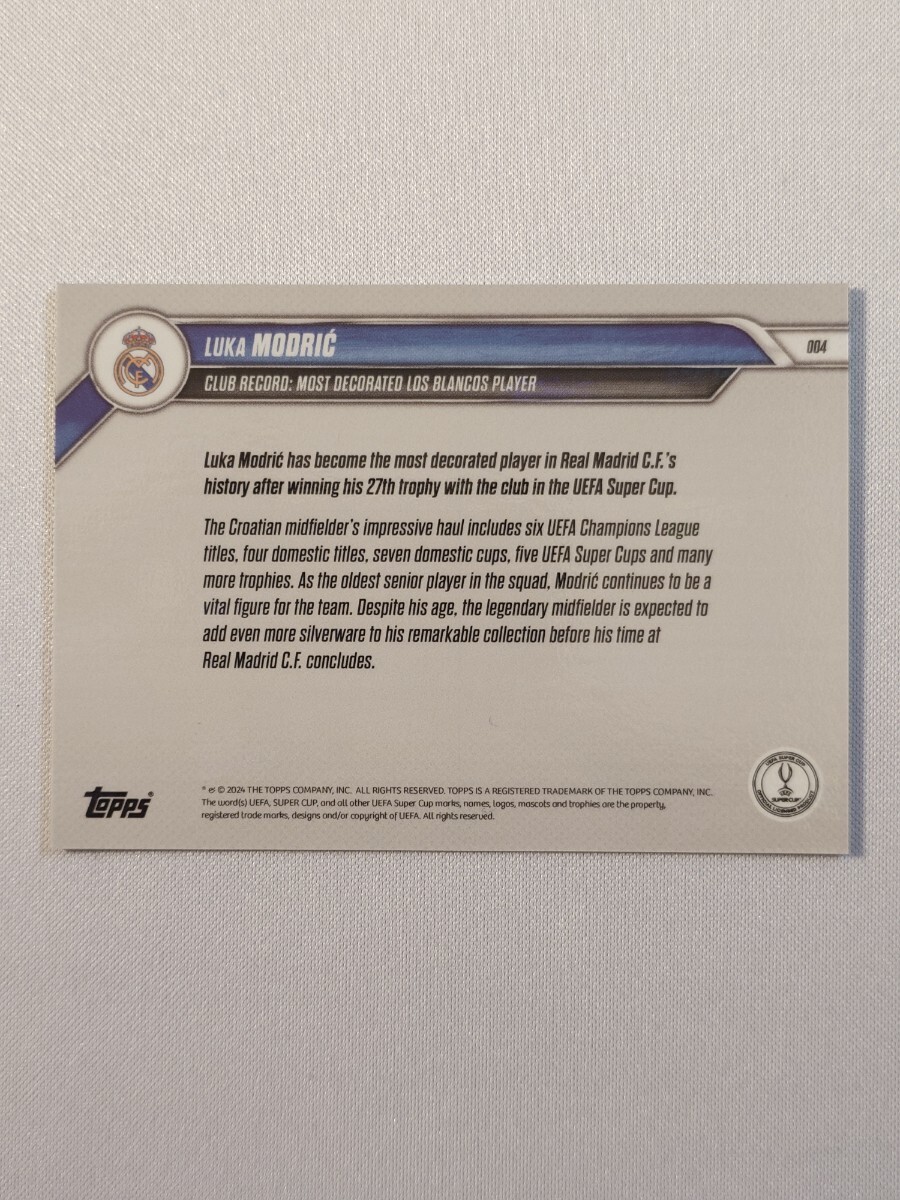 LUKA MODRIĆ
004
CLUB RECORD: MOST DECORATED LOS BLANCOS PLAYER
Luka Modrić has become the most decorated player in Real Madrid C.F.'s
history after winning his 27th trophy with the club in the UEFA Super Cup.
The Croatian midfielder's impressive haul includes six UEFA Champions League
titles, four domestic titles, seven domestic cups, five UEFA Super Cups and many
more trophies. As the oldest senior player in the squad, Modrić continues to be a
vital figure for the team. Despite his age, the legendary midfielder is expected to
add even more silverware to his remarkable collection before his time at
Real Madrid C.F. concludes.
Topps®
* © 2024 THE TOPPS COMPANY, INC. ALL RIGHTS RESERVED. TOPPS IS A REGISTERED TRADEMARK OF THE TOPPS COMPANY, INC.
The word(s) UEFA, SUPER CUP, and all other UEFA Super Cup marks, names, logos, mascots and trophies are the property,
registered trade marks, designs and/or copyright of UEFA. All rights reserved.
UEFA SUPER CUP
SUPERCUP
OFFICIAL LICENSED PRODUCT